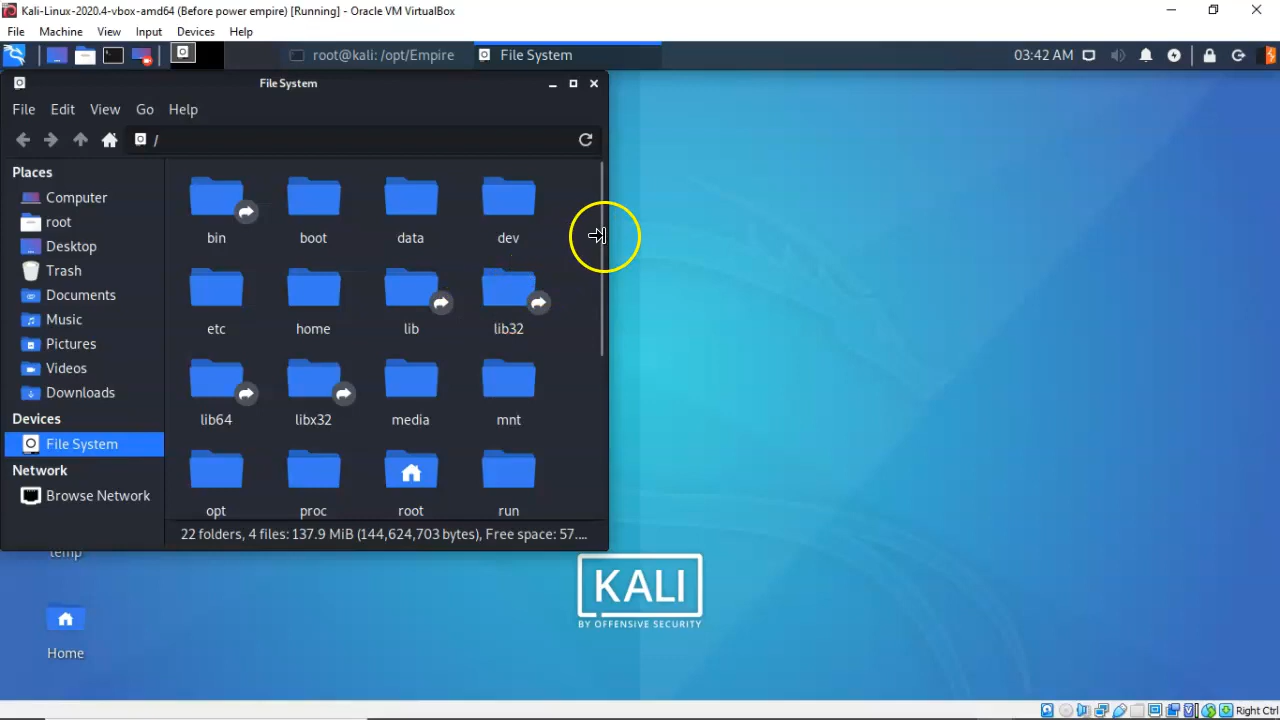 Kali-Linux-2020.4-vbox-amd64 (Before power empire) [Running] - Oracle VM VirtualBox
File Machine View Input Devices Help
root@kali: /opt/Empire File System 03:42 AM
File System
File Edit View Go Help
/
Places
Computer
root
Desktop
Trash
Documents
Music
Pictures
Videos
Downloads
Devices
File System
Network
Browse Network
bin boot data dev
etc home lib lib32
lib64 libx32 media mnt
opt proc root run
22 folders, 4 files: 137.9 MiB (144,624,703 bytes), Free space: 57....
temp
Home
KALI
BY OFFENSIVE SECURITY
Right Ctrl